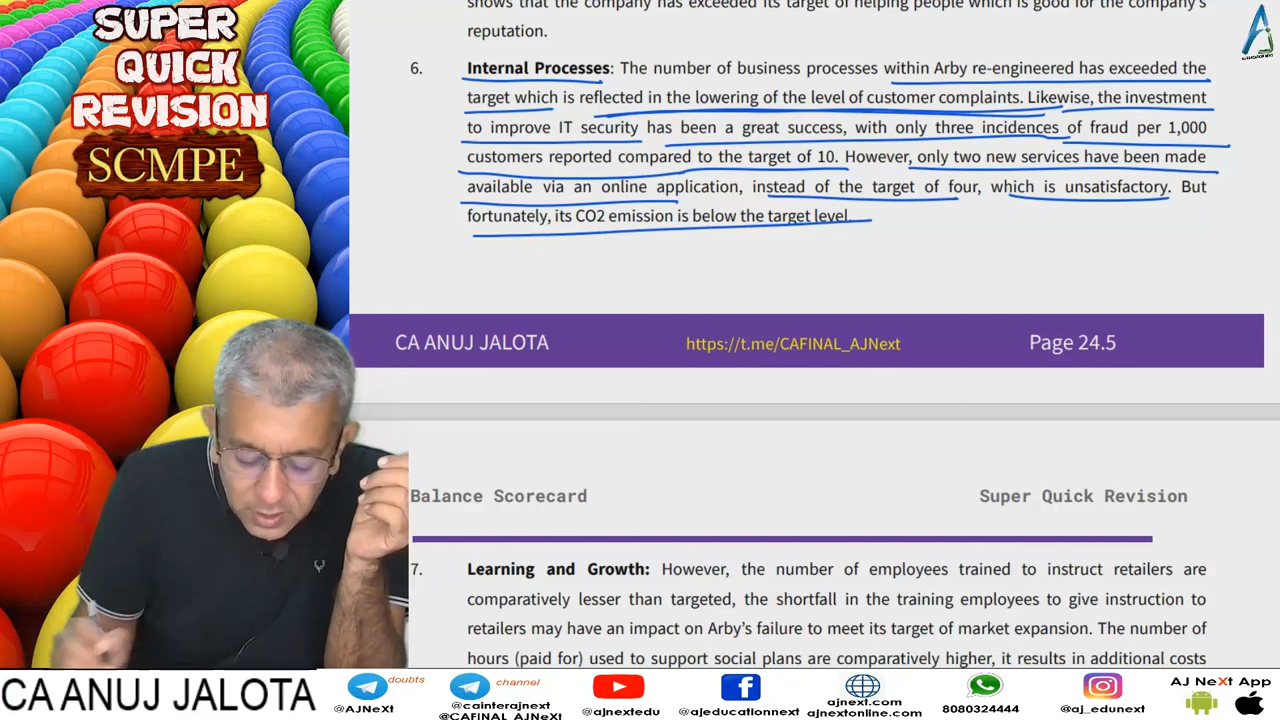 SUPER
QUICK
REVISION
SCMPE
shows that the company has exceeded its target of helping people which is good for the company's
reputation.
6. Internal Processes: The number of business processes within Arby re-engineered has exceeded the
target which is reflected in the lowering of the level of customer complaints. Likewise, the investment
to improve IT security has been a great success, with only three incidences of fraud per 1,000
customers reported compared to the target of 10. However, only two new services have been made
available via an online application, instead of the target of four, which is unsatisfactory. But
fortunately, its CO2 emission is below the target level.
CA ANUJ JALOTA https://t.me/CAFINAL_AJNext Page 24.5
Balance Scorecard Super Quick Revision
7. Learning and Growth: However, the number of employees trained to instruct retailers are
comparatively lesser than targeted, the shortfall in the training employees to give instruction to
retailers may have an impact on Arby's failure to meet its target of market expansion. The number of
hours (paid for) used to support social plans are comparatively higher, it results in additional costs
CA ANUJ JALOTA
doubts
@AJNeXt
channel
@cainterajnext
@CAFINAL_AJNext
@ajnextedu
@ajeducationnext
ajnext.com
ajnextonline.com
8080324444
@aj_edunext
AJ NeXt App